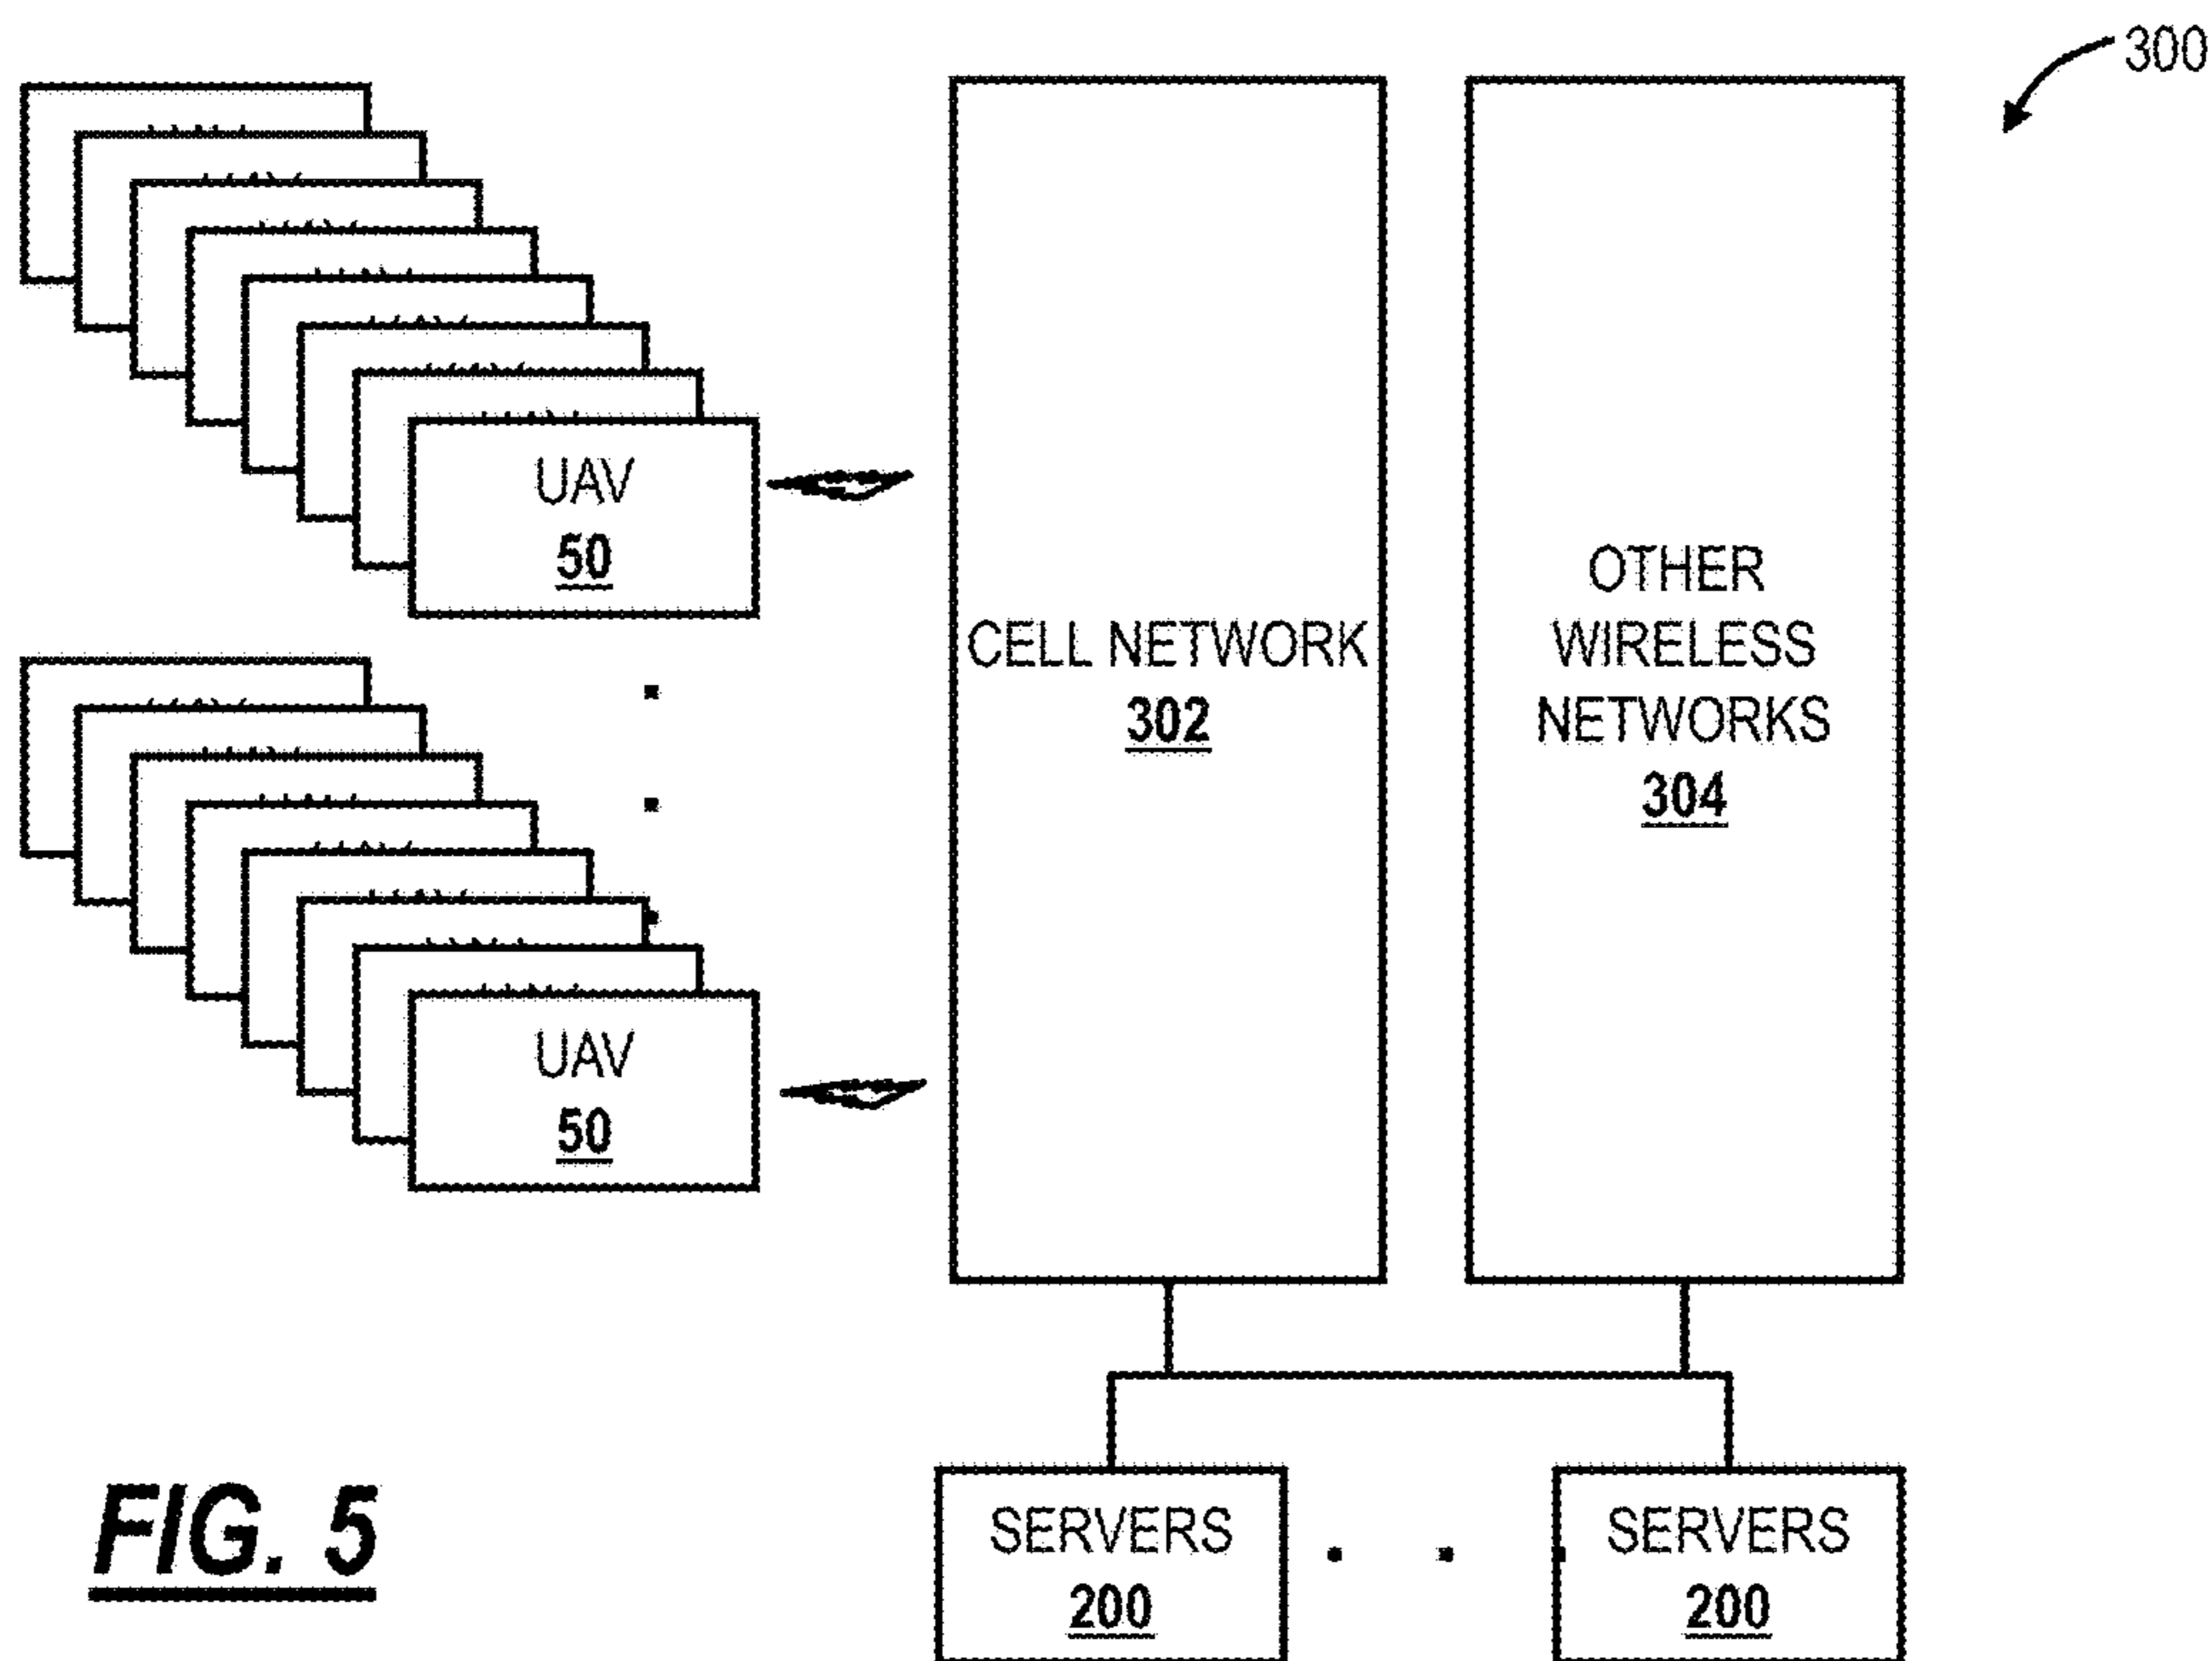 300
UAV
50
UAV
50
CELL NETWORK
302
OTHER
WIRELESS
NETWORKS
304
SERVERS
200
SERVERS
200
FIG. 5